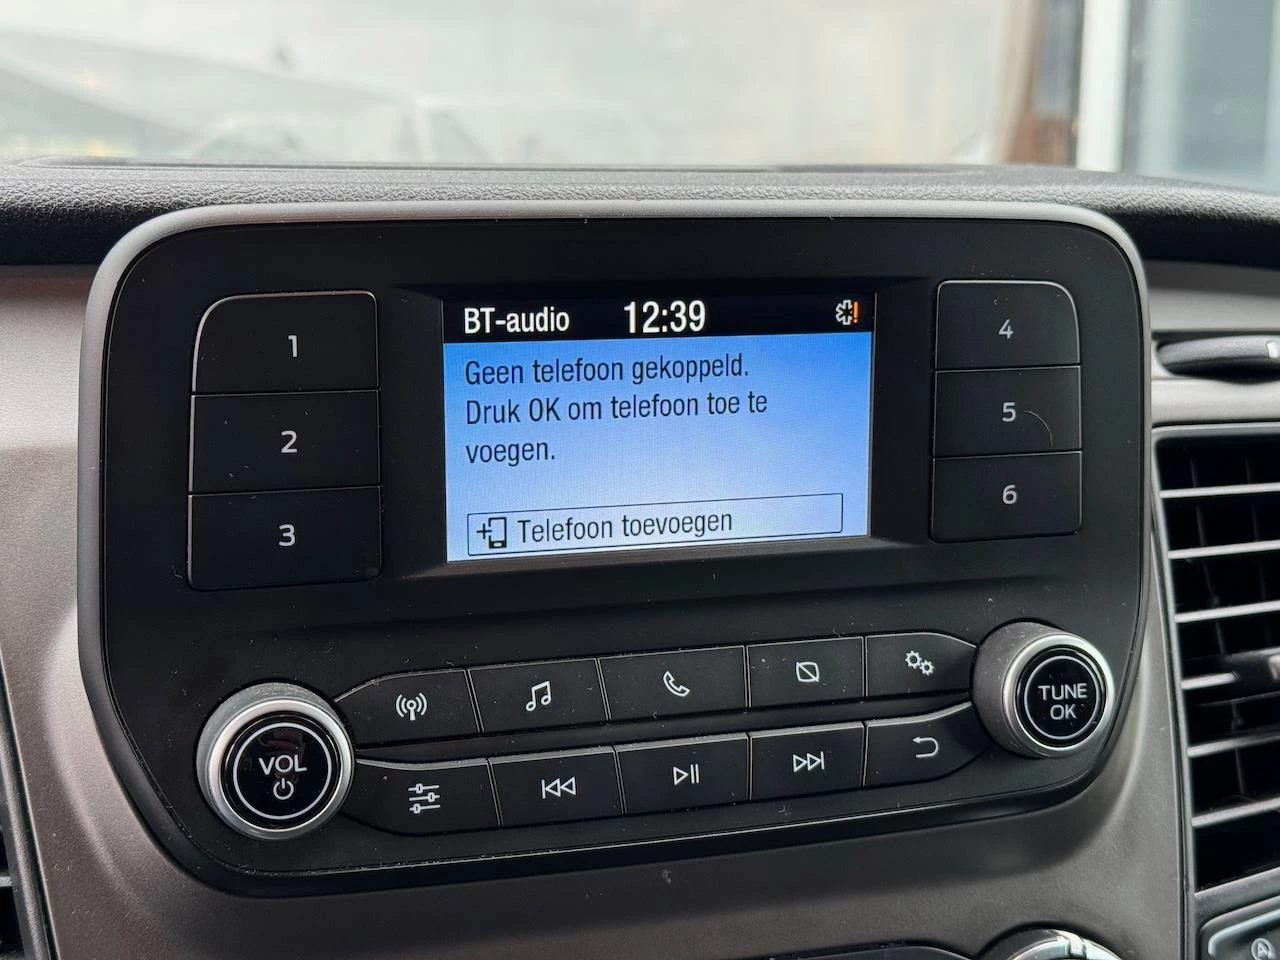 BT-audio 12:39
Geen telefoon gekoppeld.
Druk OK om telefoon toe te
voegen.
Telefoon toevoegen
1
2
3
4
5
6
VOL
TUNE
OK